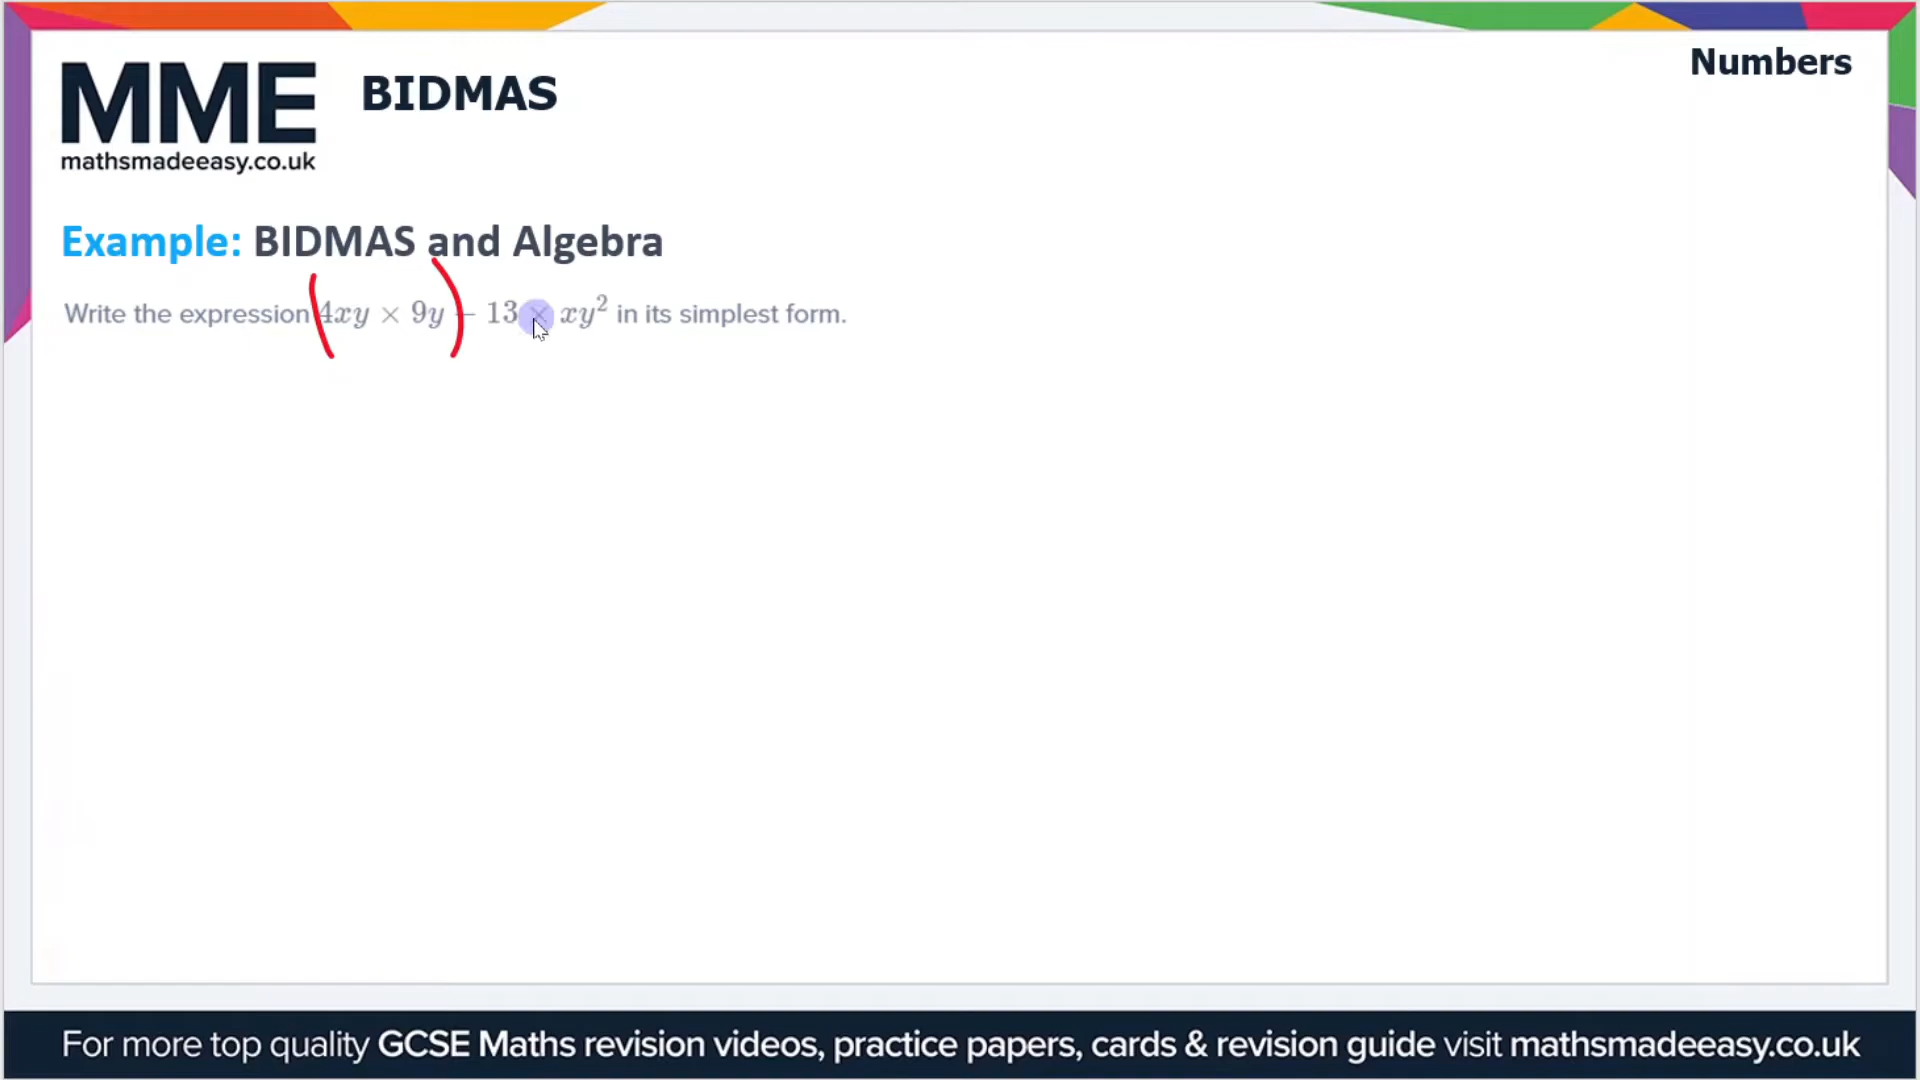 Numbers
MME
BIDMAS
mathsmadeeasy.co.uk
Example: BIDMAS and Algebra
Write the expression (4xy × 9y) − 13 × xy² in its simplest form.
For more top quality GCSE Maths revision videos, practice papers, cards & revision guide visit mathsmadeeasy.co.uk